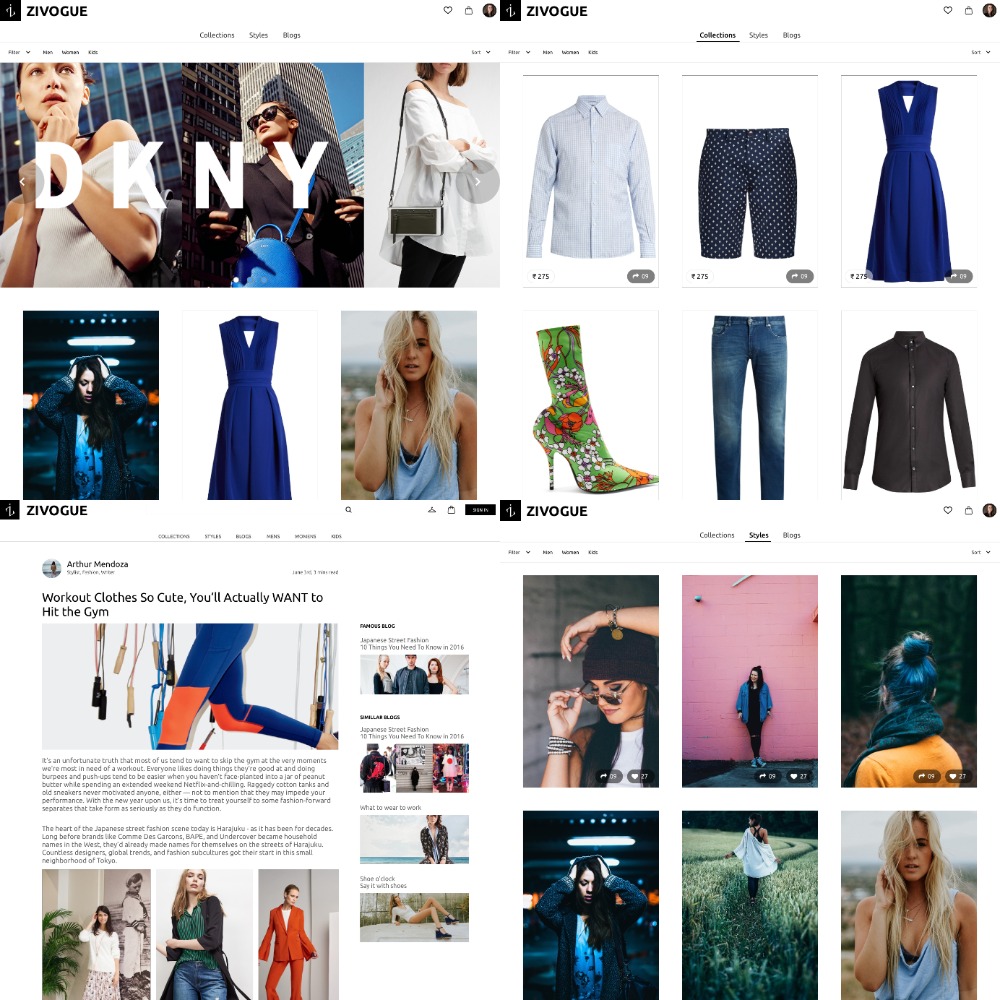 ZIVOGUE
Collections Styles Blogs
Filter Men Women Kids Sort
DKNY
ZIVOGUE
Collections Styles Blogs
Filter Men Women Kids Sort
₹ 275 09
₹ 275 09
₹ 275 09
ZIVOGUE
SIGN IN
COLLECTIONS STYLES BLOGS MENS WOMENS KIDS
Arthur Mendoza
Stylist, Fashion, Writer
June 30, 3 mins read
Workout Clothes So Cute, You'll Actually WANT to
Hit the Gym
It's an unfortunate truth that most of us tend to want to skip the gym at the very moments
we're most in need of a workout. Everyone likes doing things they're good at and doing
burpees and push-ups tend to be easier when you haven't face-planted into a jar of peanut
butter while spending an extended weekend Netflix-and-chilling. Raggedy cotton tanks and
old sneakers never motivated anyone, either — not to mention that they may impede your
performance. With the new year upon us, it's time to treat yourself to some fashion-forward
separates that take form as seriously as they do function.
The heart of the Japanese street fashion scene today is Harajuku - as it has been for decades.
Long before brands like Comme Des Garcons, BAPE, and Undercover became household
names in the West, they'd already made names for themselves on the streets of Harajuku.
Countless designers, global trends, and fashion subcultures got their start in this small
neighborhood of Tokyo.
FAMOUS BLOG
Japanese Street Fashion
10 Things You Need To Know in 2016
SIMILLAR BLOGS
Japanese Street Fashion
10 Things You Need To Know in 2016
What to wear to work
Shoe o'clock
Say it with shoes
ZIVOGUE
Collections Styles Blogs
Filter Men Women Kids Sort
09 27
09 27
09 27